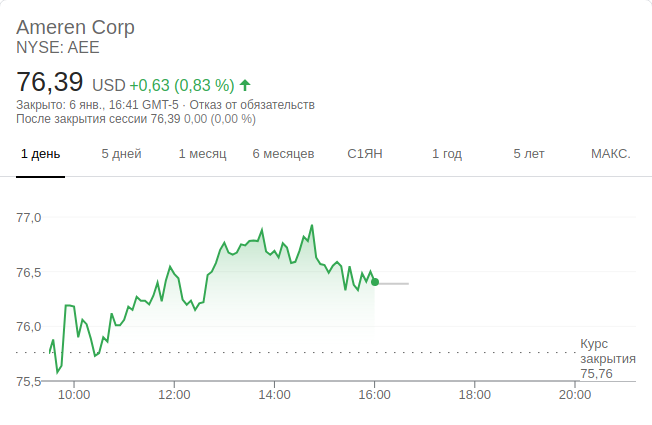 Ameren Corp
NYSE: AEE
76,39 USD +0,63 (0,83 %)
Закрыто: 6 янв., 16:41 GMT-5 · Отказ от обязательств
После закрытия сессии 76,39 0,00 (0,00 %)
1 день 5 дней 1 месяц 6 месяцев С1ЯН 1 год 5 лет МАКС.
77,0
76,5
76,0
Курс
закрытия
75,76
75,5
10:00 12:00 14:00 16:00 18:00 20:00